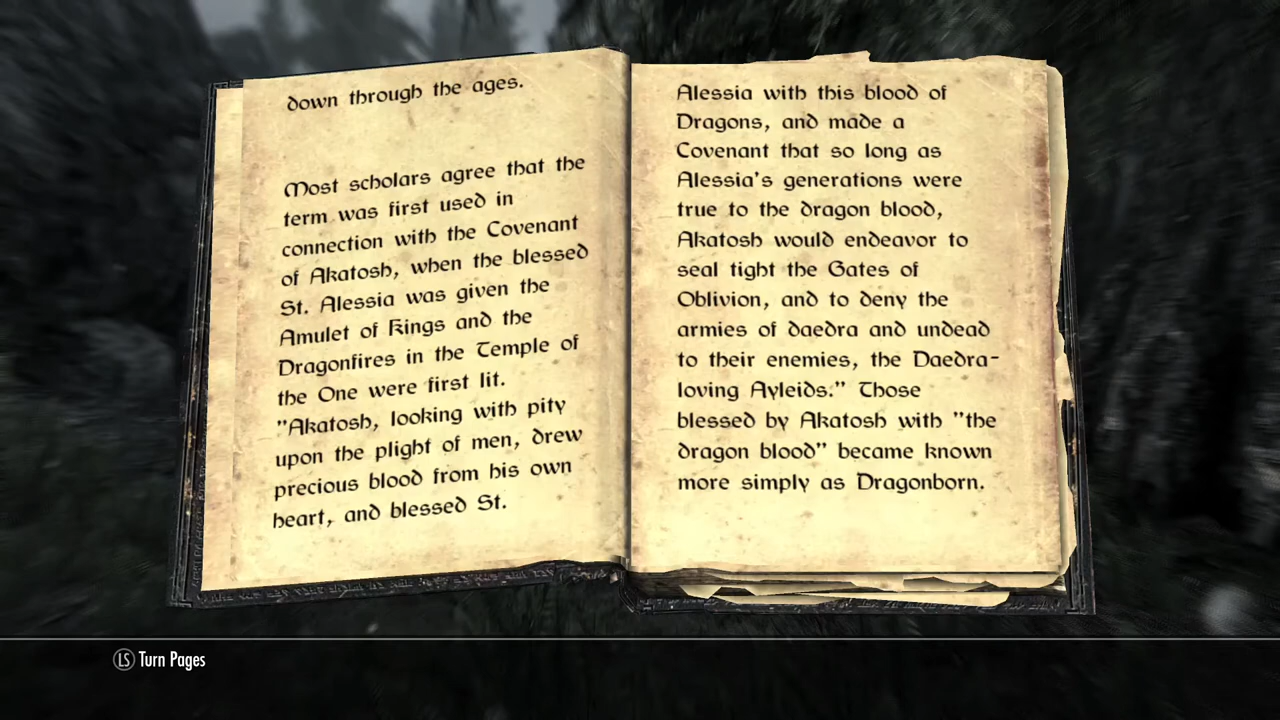 down through the ages.
Most scholars agree that the
term was first used in
connection with the Covenant
of Akatosh, when the blessed
St. Alessia was given the
Amulet of Kings and the
Dragonfires in the Temple of
the One were first lit.
"Akatosh, looking with pity
upon the plight of men, drew
precious blood from his own
heart, and blessed St.
Alessia with this blood of
Dragons, and made a
Covenant that so long as
Alessia's generations were
true to the dragon blood,
Akatosh would endeavor to
seal tight the Gates of
Oblivion, and to deny the
armies of daedra and undead
to their enemies, the Daedra-
loving Ayleids." Those
blessed by Akatosh with "the
dragon blood" became known
more simply as Dragonborn.
LS Turn Pages